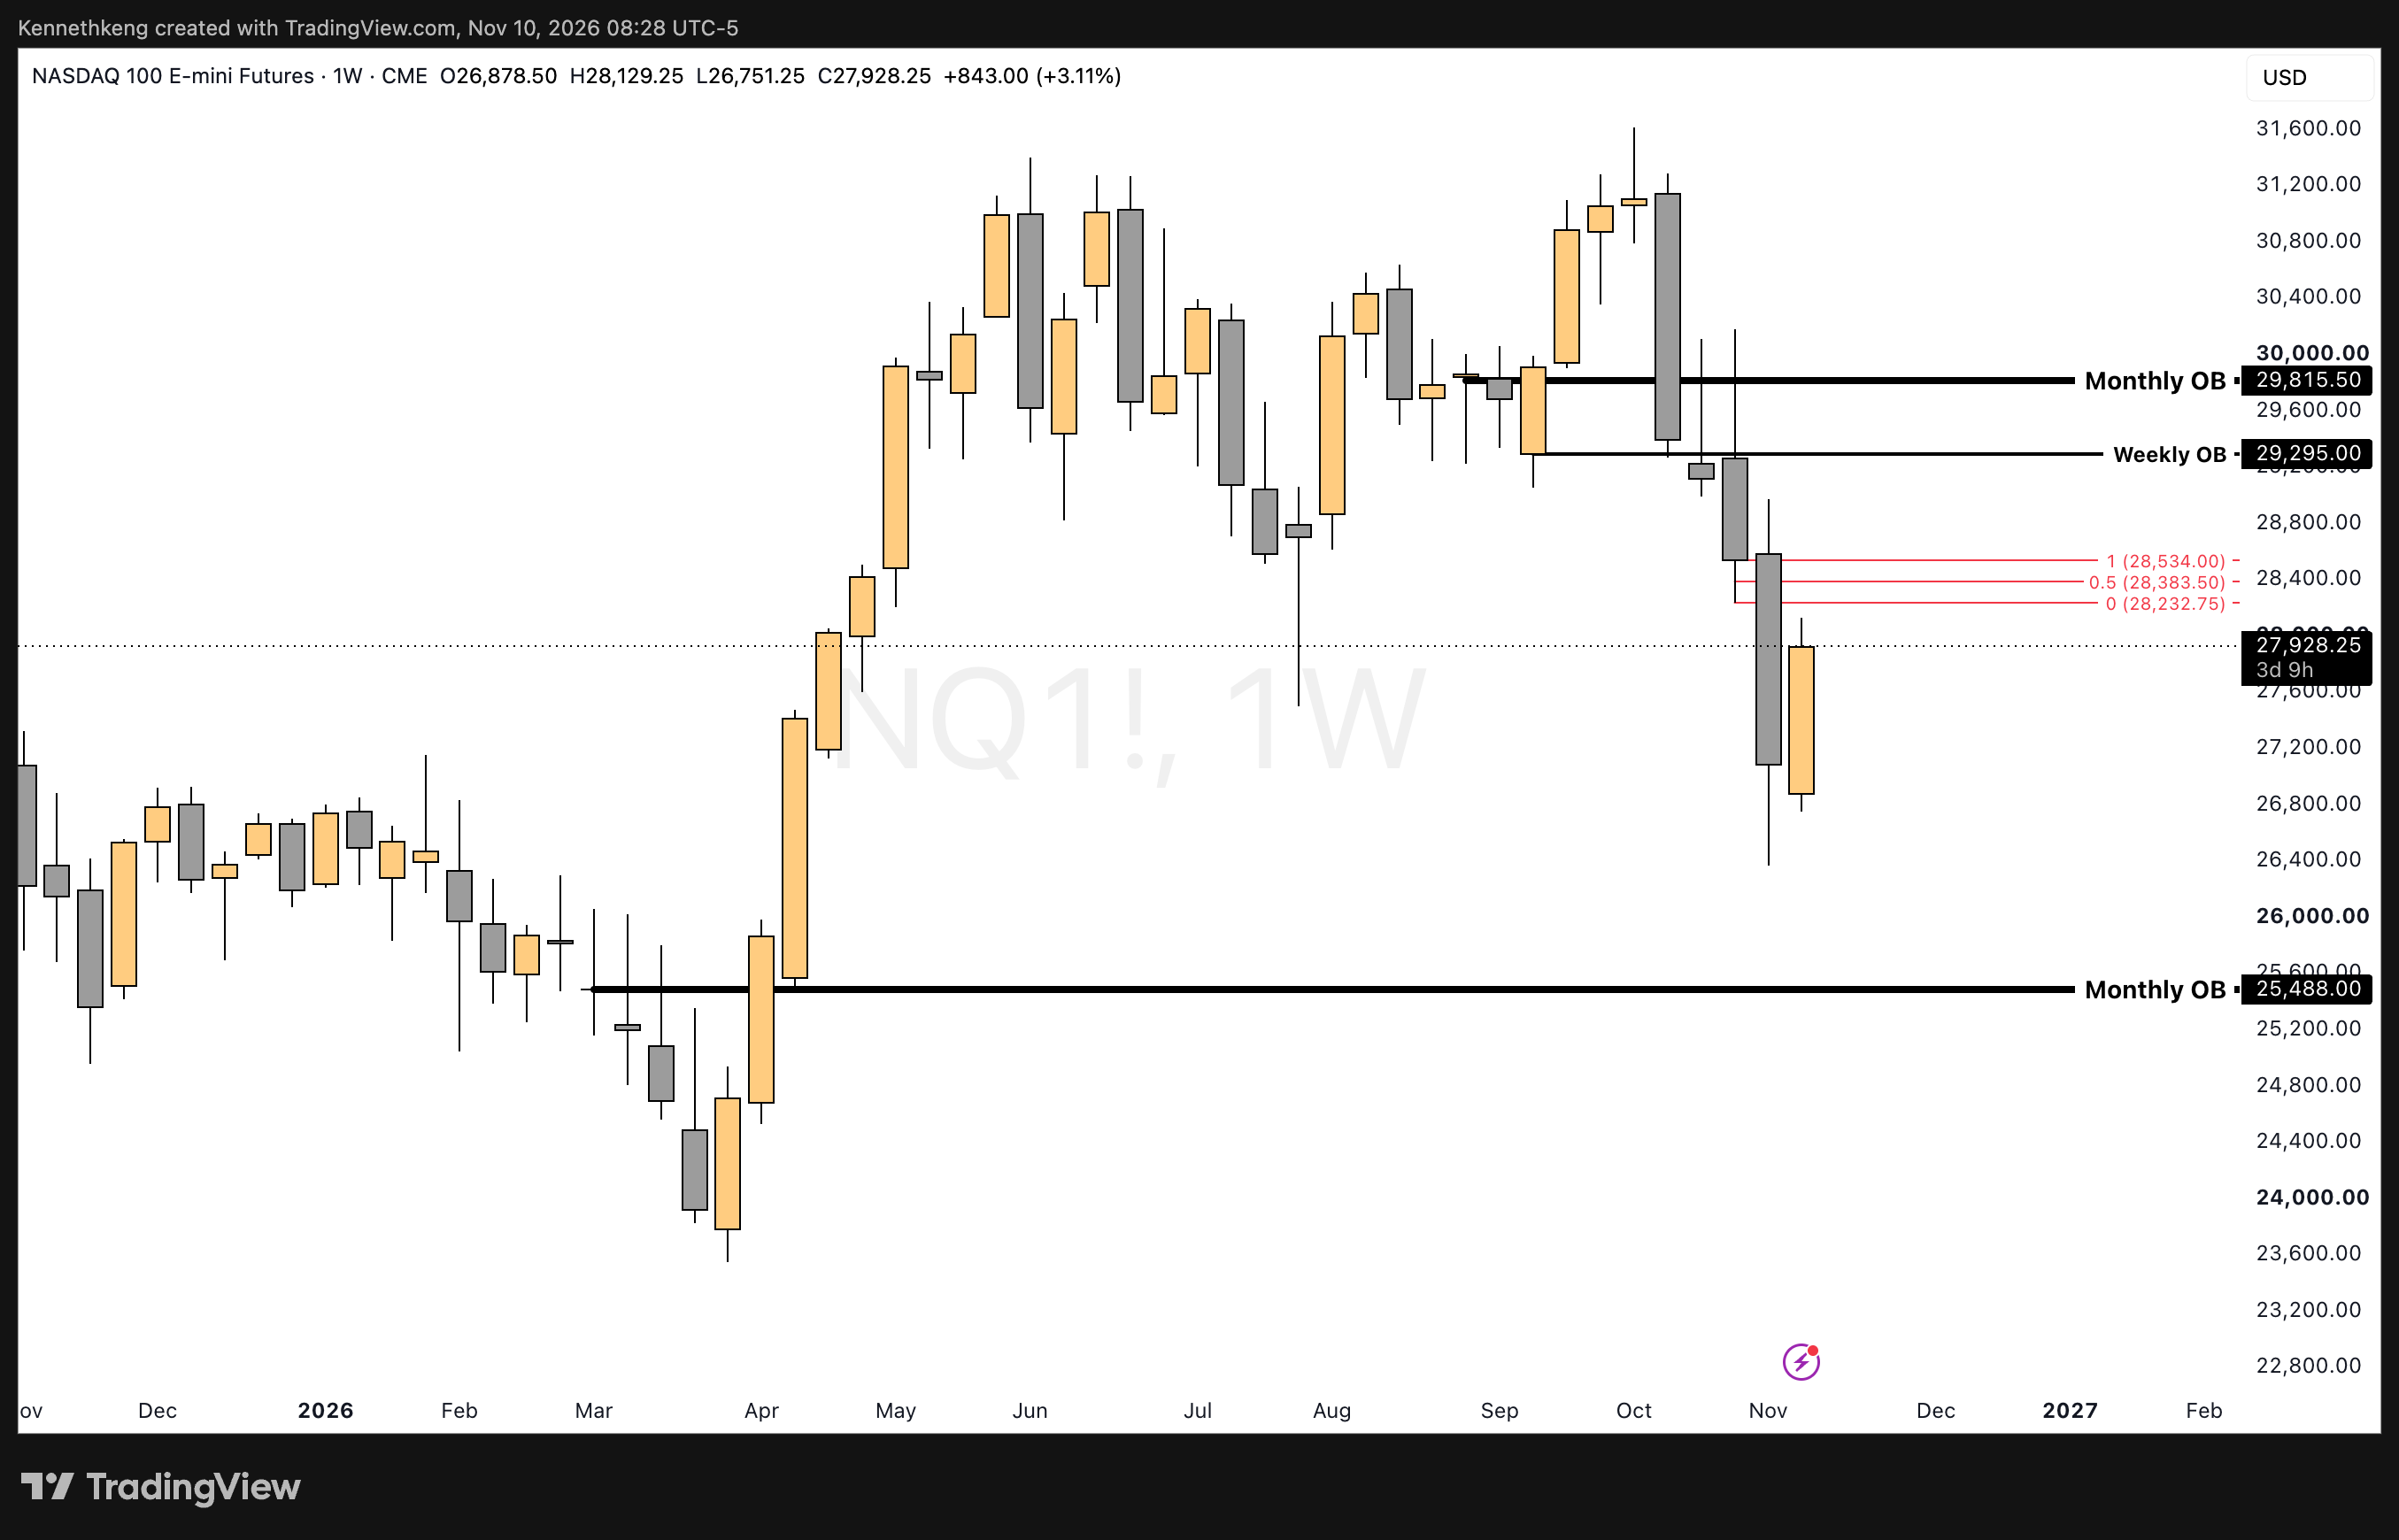 Kennethkeng created with TradingView.com, Nov 10, 2026 08:28 UTC-5
NASDAQ 100 E-mini Futures · 1W · CME O26,878.50 H28,129.25 L26,751.25 C27,928.25 +843.00 (+3.11%)
USD
31,600.00
31,200.00
30,800.00
30,400.00
30,000.00
Monthly OB 29,815.50
29,600.00
Weekly OB 29,295.00
28,800.00
1 (28,534.00)
28,400.00
0.5 (28,383.50)
0 (28,232.75)
27,928.25
3d 9h
27,600.00
NQ1!, 1W
27,200.00
26,800.00
26,400.00
26,000.00
25,600.00
Monthly OB 25,488.00
25,200.00
24,800.00
24,400.00
24,000.00
23,600.00
23,200.00
22,800.00
ov Dec 2026 Feb Mar Apr May Jun Jul Aug Sep Oct Nov Dec 2027 Feb
TradingView